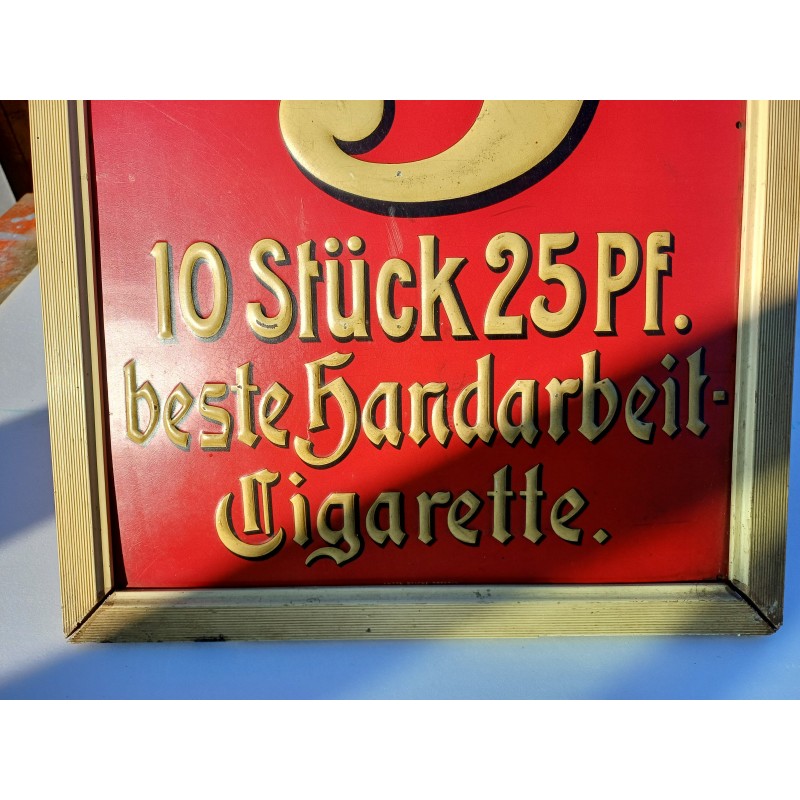 10 Stück 25 Pf.
beste Handarbeit-
Cigarette.